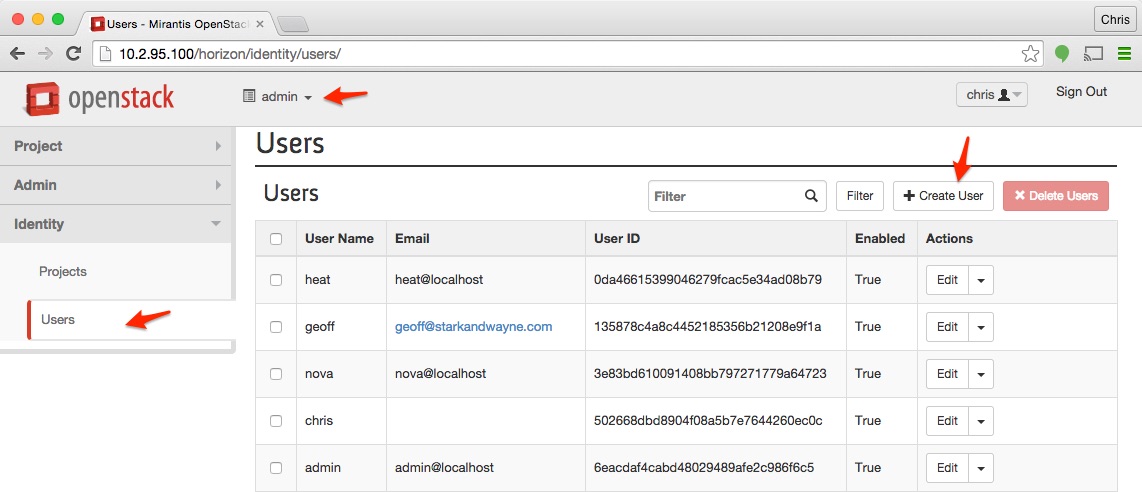 Users - Mirantis OpenStac
Chris
10.2.95.100/horizon/identity/users/
openstack
admin
chris
Sign Out
Project
Admin
Identity
Projects
Users
Users
Users
Filter
Filter
+ Create User
✖ Delete Users
User Name Email User ID Enabled Actions
heat heat@localhost 0da46615399046279fcac5e34ad08b79 True Edit
geoff geoff@starkandwayne.com 135878c4a8c4452185356b21208e9f1a True Edit
nova nova@localhost 3e83bd610091408bb797271779a64723 True Edit
chris 502668dbd8904f08a5b7e7644260ec0c True Edit
admin admin@localhost 6eacdaf4cabd48029489afe2c986f6c5 True Edit